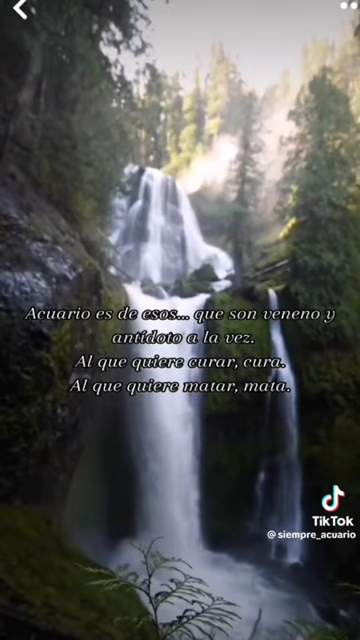 Acuario es de esos... que son veneno y
antídoto a la vez.
Al que quiere curar, cura.
Al que quiere matar, mata.
TikTok
@siempre_acuario